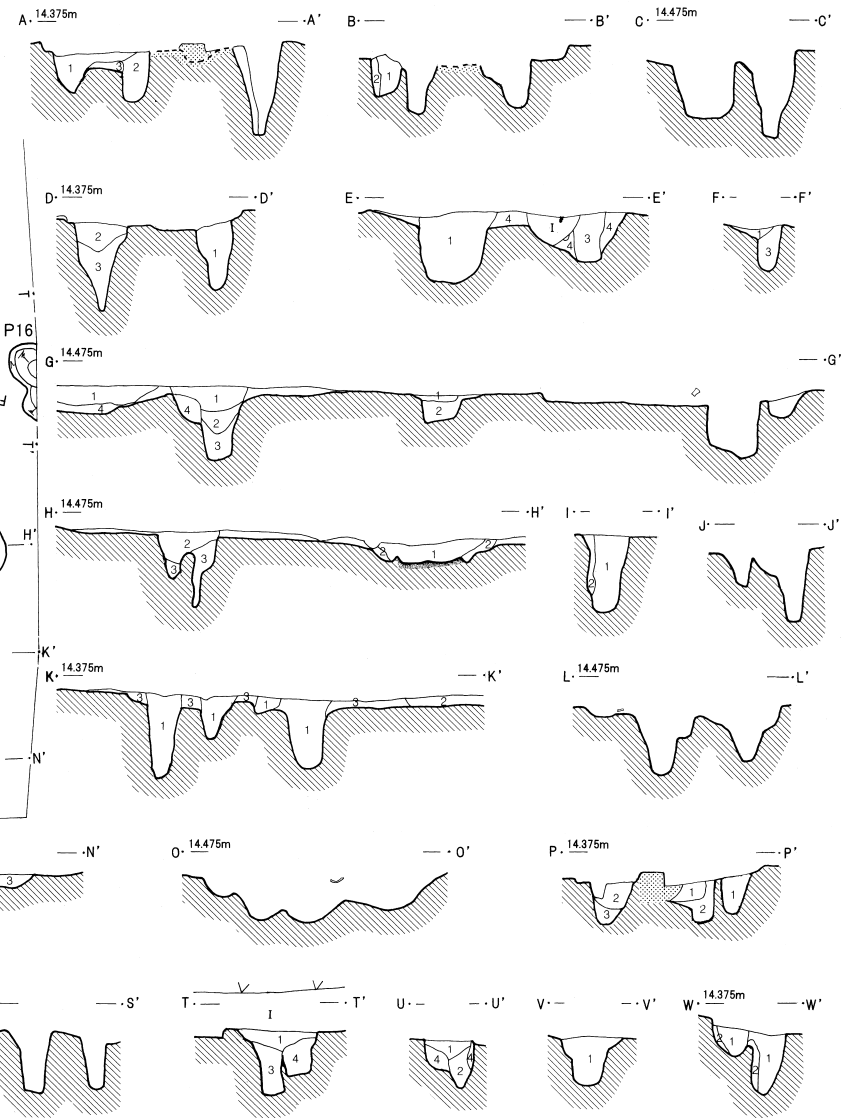 A 14.375m A'
B B'
C 14.475m C'
1 3 2
2 1
D 14.375m D'
E E'
F F'
2 3 1
1 4 I 4 3 4
1 3
T
P16
T'
G 14.475m G'
1 4 4 1 2 3 1 2
H'
H 14.475m H'
I I'
J J'
2 3 3 2 1 2
2 1
K'
K 14.375m K'
L 14.475m L'
3 1 3 1 3 1 1 3 2
N'
N'
3
O 14.475m O'
P 14.375m P'
2 3 1 2 1
S'
T T'
I
1 3 4
U U'
1 4 2 4
V V'
1
W 14.375m W'
2 1 2 1